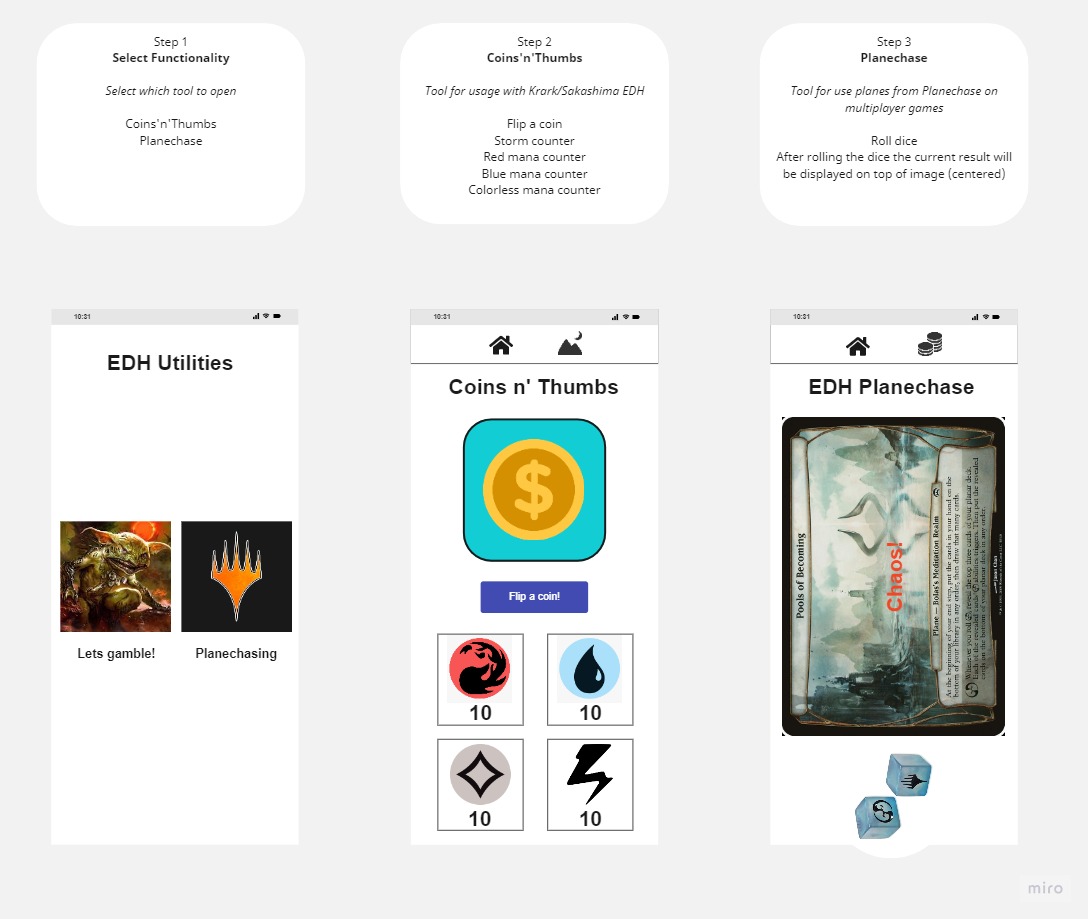 Step 1
Select Functionality
Select which tool to open
Coins'n'Thumbs
Planechase
Step 2
Coins'n'Thumbs
Tool for usage with Krark/Sakashima EDH
Flip a coin
Storm counter
Red mana counter
Blue mana counter
Colorless mana counter
Step 3
Planechase
Tool for use planes from Planechase on
multiplayer games
Roll dice
After rolling the dice the current result will
be displayed on top of image (centered)
10:31
EDH Utilities
Lets gamble!
Planechasing
10:31
Coins n' Thumbs
$
Flip a coin!
10
10
10
10
10:31
EDH Planechase
Pools of Becoming
Chaos!
Plane — Bolas's Meditation Realm
At the beginning of your end step, put the cards in your hand on the
bottom of your library in any order, then draw that many cards.
Whenever you roll, reveal the top three cards of your planar deck.
Each of the revealed cards' abilities triggers. Then put the revealed
cards on the bottom of your planar deck in any order.
miro